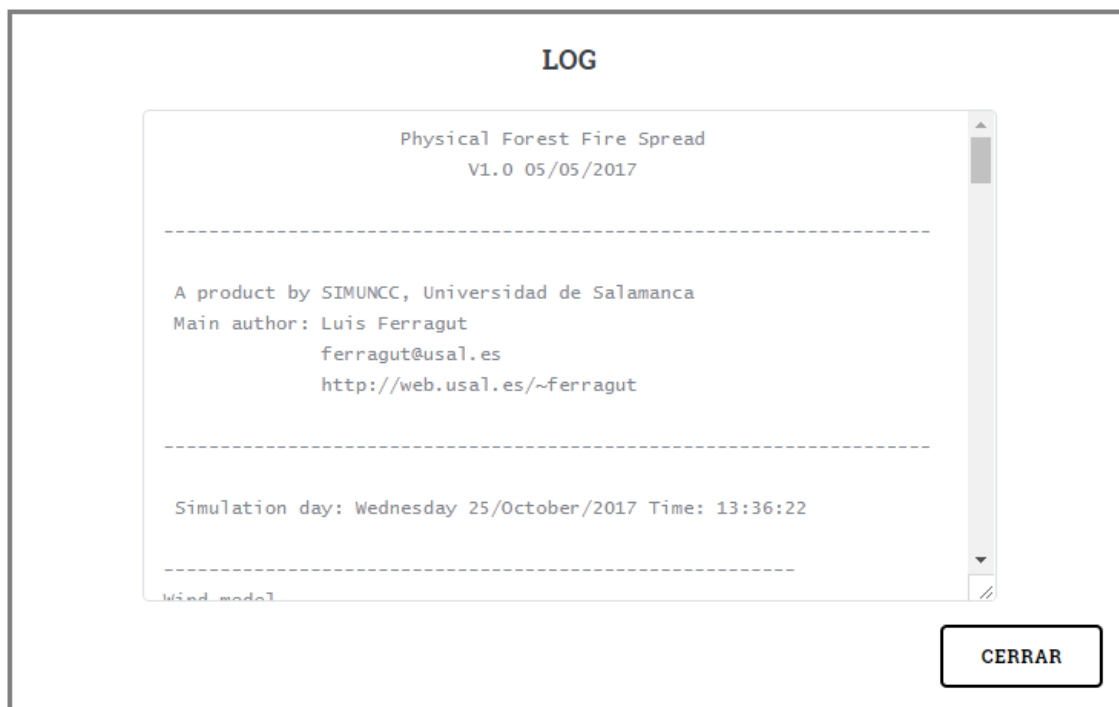 LOG
Physical Forest Fire Spread
V1.0 05/05/2017
--------------------------------------------------------------------
A product by SIMUNCC, Universidad de Salamanca
Main author: Luis Ferragut
ferragut@usal.es
http://web.usal.es/~ferragut
--------------------------------------------------------------------
Simulation day: Wednesday 25/October/2017 Time: 13:36:22
--------------------------------------------------------
Wind model
CERRAR